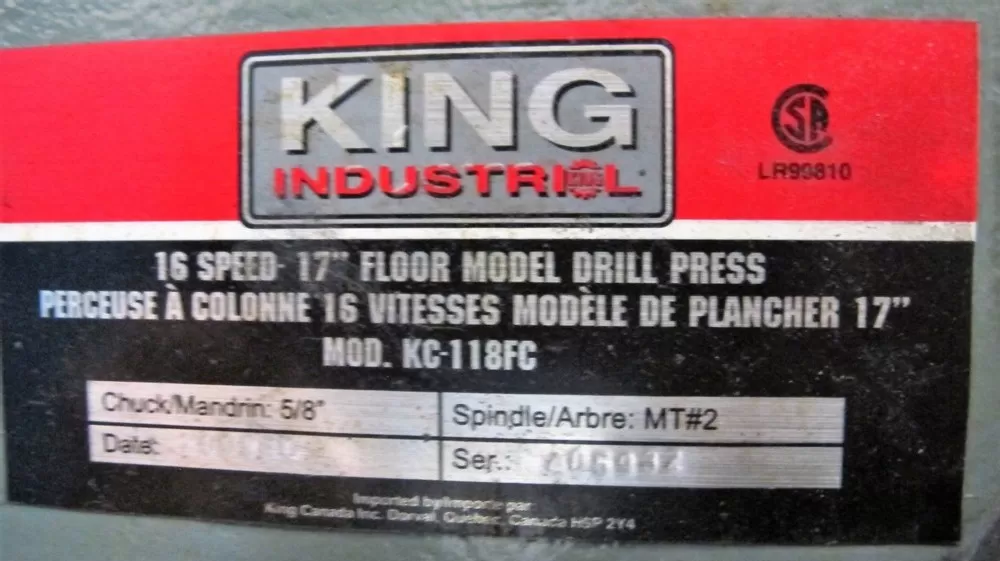 KING
INDUSTRIAL
LR99810
16 SPEED- 17" FLOOR MODEL DRILL PRESS
PERCEUSE À COLONNE 16 VITESSES MODÈLE DE PLANCHER 17"
MOD. KC-118FC
Chuck/Mandrin: 5/8"
Spindle/Arbre: MT#2
Date:
Ser.:
Imported by/Importé par
King Canada Inc. Dorval, Quebec, Canada H9P 2Y4